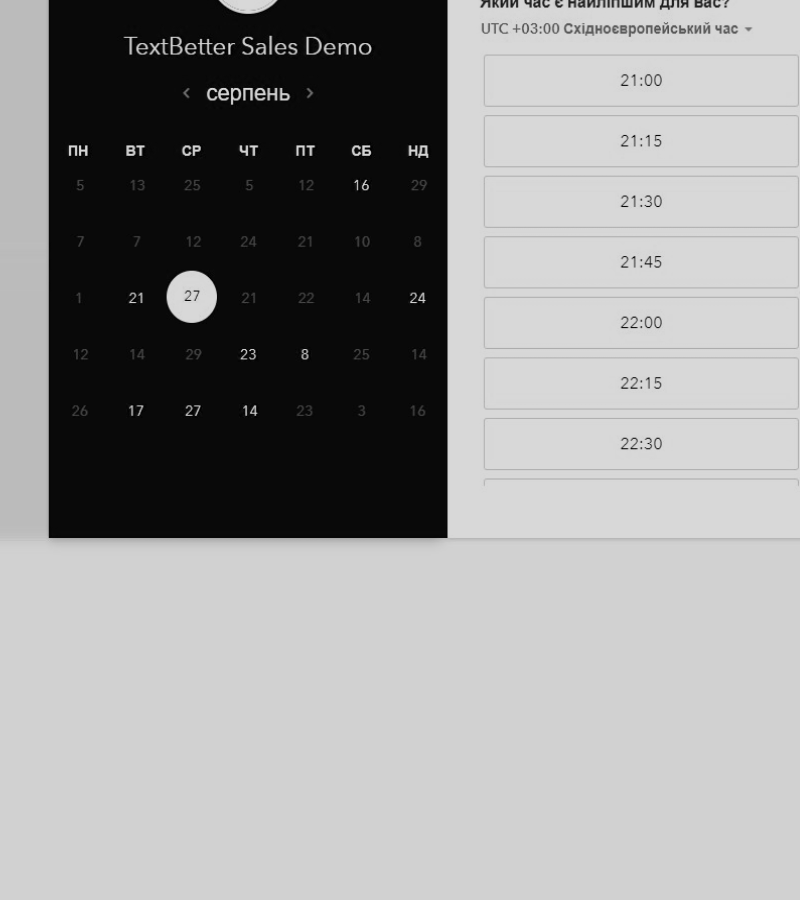 TextBetter Sales Demo
серпень
ПН ВТ СР ЧТ ПТ СБ НД
5 13 25 5 12 16 29
7 7 12 24 21 10 8
1 21 27 21 22 14 24
12 14 29 23 8 25 14
26 17 27 14 23 3 16
Який час є найліпшим для вас?
UTC +03:00 Східноєвропейський час
21:00
21:15
21:30
21:45
22:00
22:15
22:30